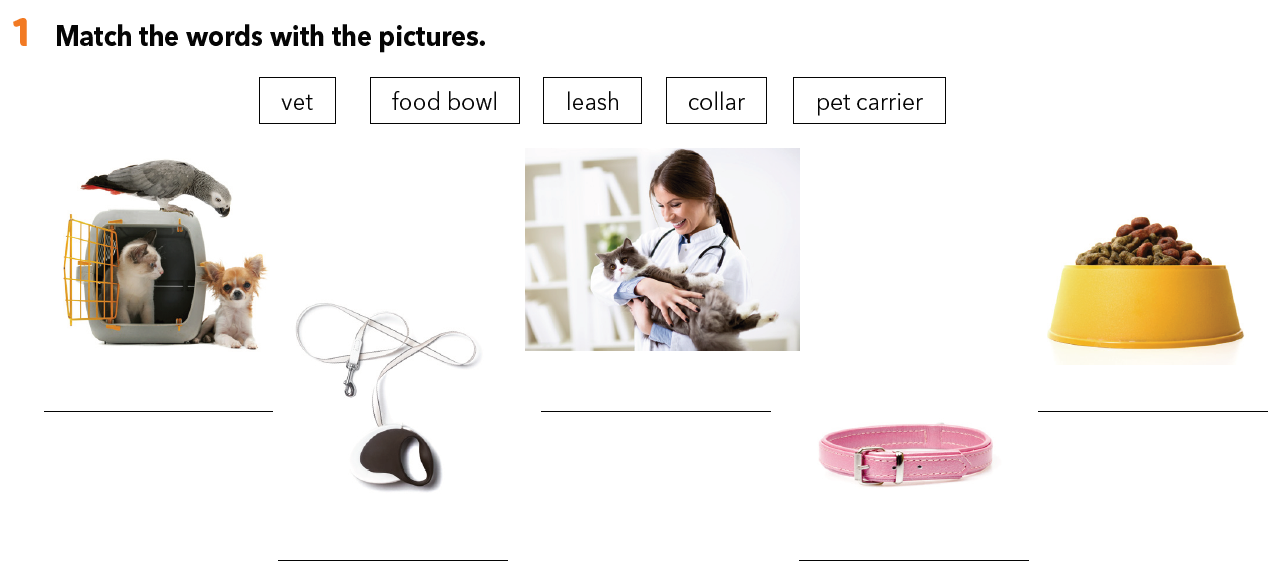 1 Match the words with the pictures.
vet food bowl leash collar pet carrier